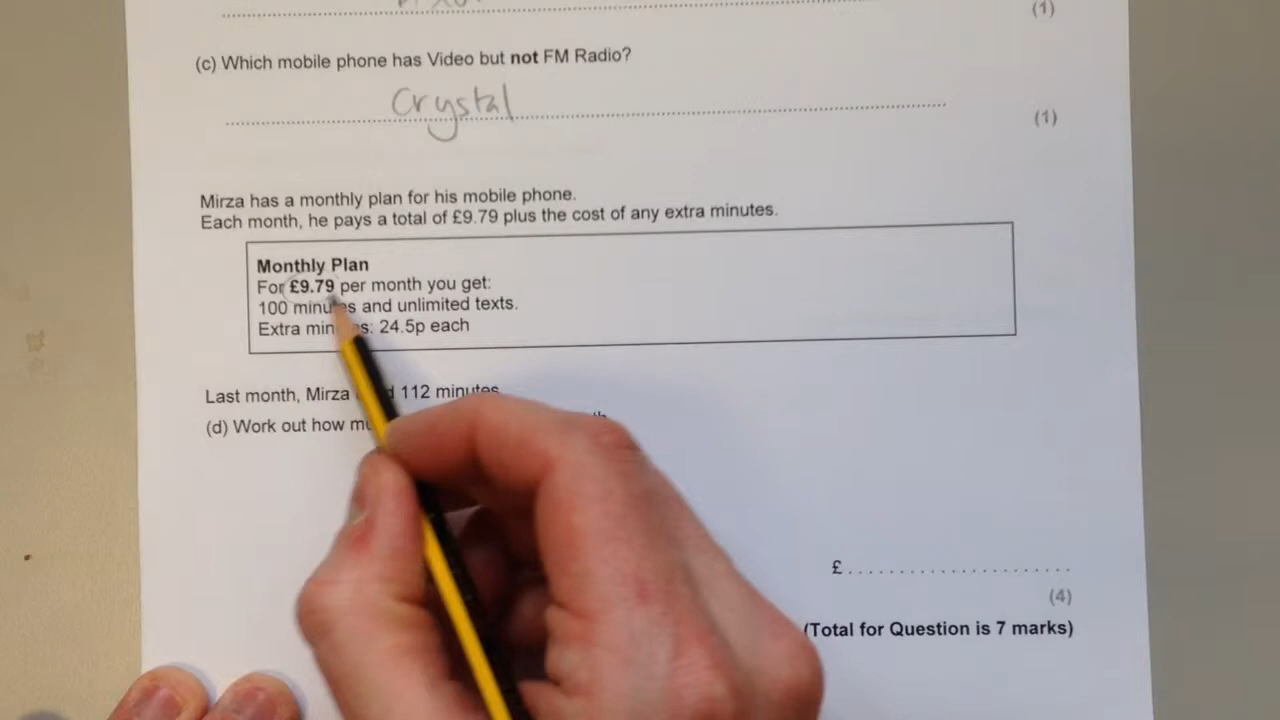 (1)
(c) Which mobile phone has Video but not FM Radio?
Crystal
(1)
Mirza has a monthly plan for his mobile phone.
Each month, he pays a total of £9.79 plus the cost of any extra minutes.
Monthly Plan
For £9.79 per month you get:
100 minutes and unlimited texts.
Extra min s: 24.5p each
Last month, Mirza 112 minutes
(d) Work out how
£
(4)
(Total for Question is 7 marks)